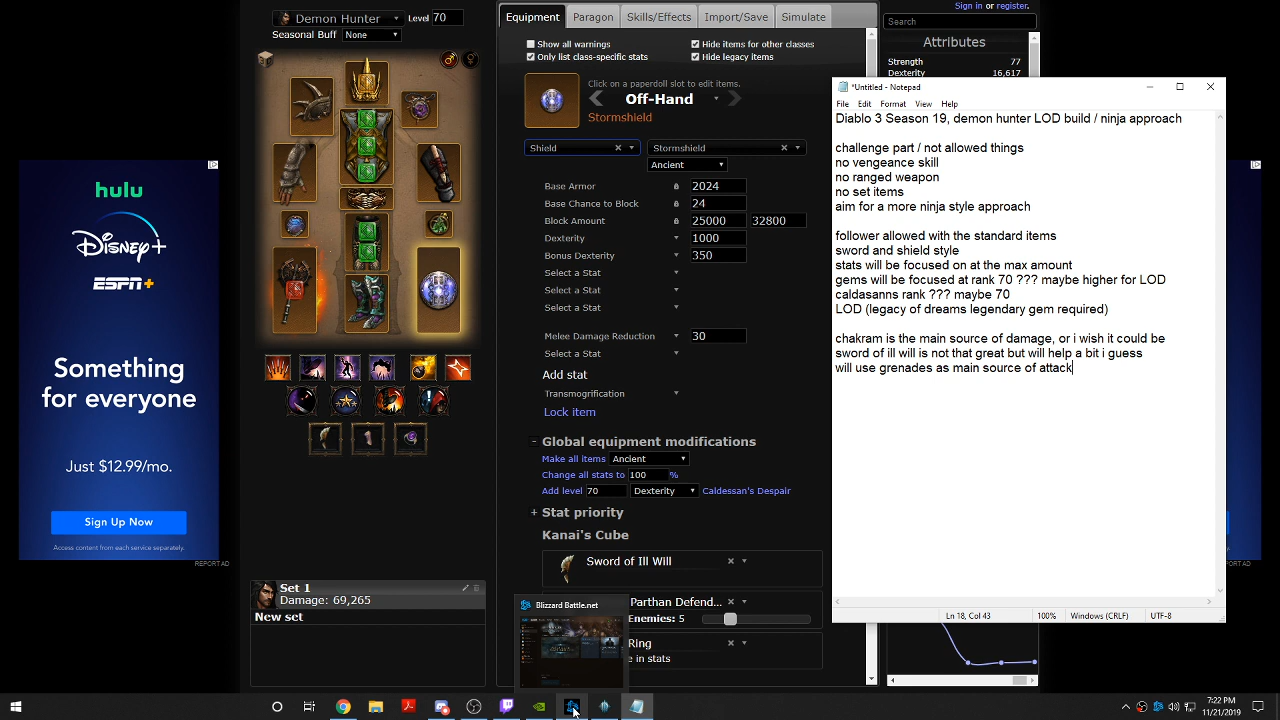 Demon Hunter
Level 70
Seasonal Buff None
Set 1
Damage: 69,265
New set
Equipment
Paragon
Skills/Effects
Import/Save
Simulate
Show all warnings
Hide items for other classes
Only list class-specific stats
Hide legacy items
Click on a paperdoll slot to edit items.
Off-Hand
Stormshield
Shield
Stormshield
Ancient
Base Armor 2024
Base Chance to Block 24
Block Amount 25000 32800
Dexterity 1000
Bonus Dexterity 350
Select a Stat
Select a Stat
Select a Stat
Melee Damage Reduction 30
Select a Stat
Add stat
Transmogrification
Lock item
- Global equipment modifications
Make all items Ancient
Change all stats to 100 %
Add level 70 Dexterity Caldessan's Despair
+ Stat priority
Kanai's Cube
Sword of Ill Will
Parthan Defend...
Enemies: 5
Ring
e in stats
Sign in or register.
Search
Attributes
Strength 77
Dexterity 16,617
*Untitled - Notepad
File Edit Format View Help
Diablo 3 Season 19, demon hunter LOD build / ninja approach
challenge part / not allowed things
no vengeance skill
no ranged weapon
no set items
aim for a more ninja style approach
follower allowed with the standard items
sword and shield style
stats will be focused on at the max amount
gems will be focused at rank 70 ??? maybe higher for LOD
caldasanns rank ??? maybe 70
LOD (legacy of dreams legendary gem required)
chakram is the main source of damage, or i wish it could be
sword of ill will is not that great but will help a bit i guess
will use grenades as main source of attack
Ln 18, Col 43
100%
Windows (CRLF)
UTF-8
hulu
Disney+
ESPN+
Something
for everyone
Just $12.99/mo.
Sign Up Now
Access content from each service separately.
REPORT AD
PORT AD
Blizzard Battle.net
7:22 PM
11/21/2019